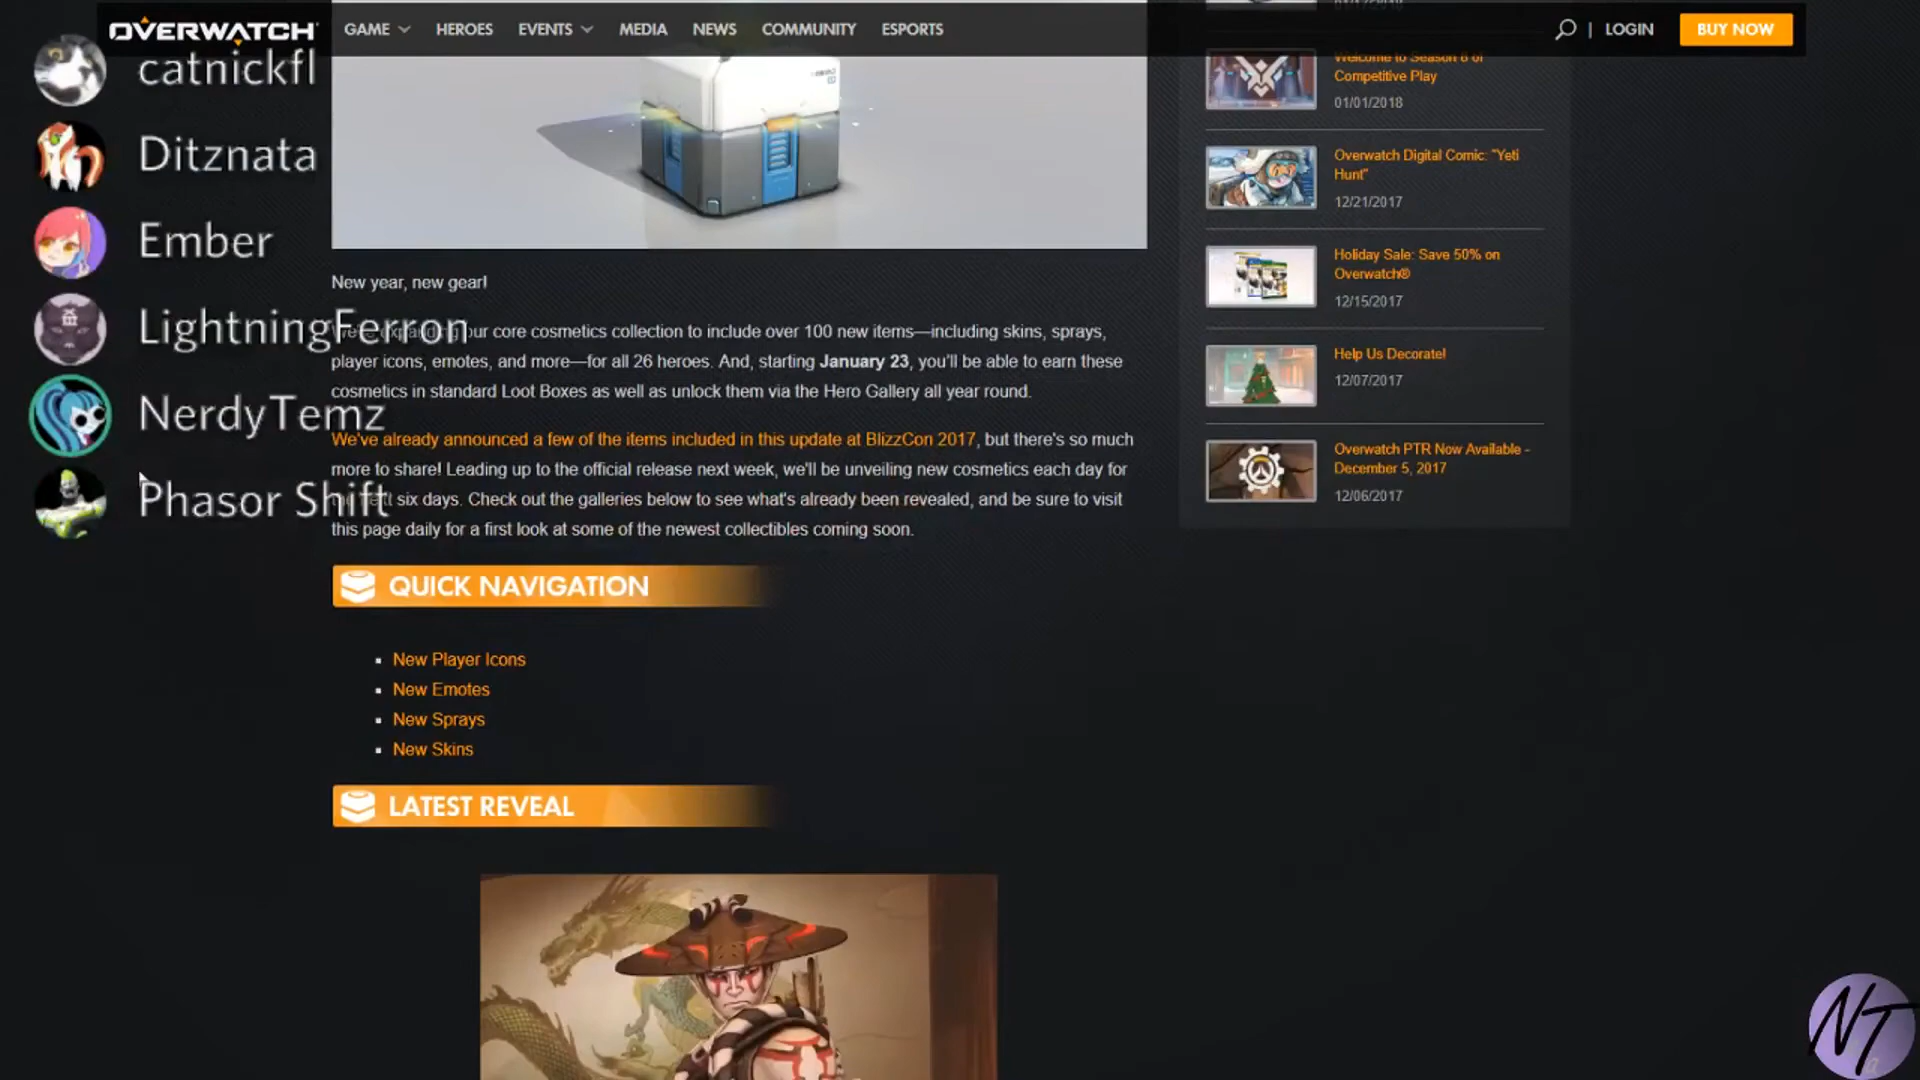 OVERWATCH
GAME
HEROES
EVENTS
MEDIA
NEWS
COMMUNITY
ESPORTS
LOGIN
BUY NOW
catnickfl
Ditznata
Ember
LightningFerron
NerdyTemz
Phasor Shift
New year, new gear!
our core cosmetics collection to include over 100 new items—including skins, sprays,
player icons, emotes, and more—for all 26 heroes. And, starting January 23, you'll be able to earn these
cosmetics in standard Loot Boxes as well as unlock them via the Hero Gallery all year round.
We've already announced a few of the items included in this update at BlizzCon 2017, but there's so much
more to share! Leading up to the official release next week, we'll be unveiling new cosmetics each day for
six days. Check out the galleries below to see what's already been revealed, and be sure to visit
this page daily for a first look at some of the newest collectibles coming soon.
QUICK NAVIGATION
New Player Icons
New Emotes
New Sprays
New Skins
LATEST REVEAL
Welcome to Season 8 of
Competitive Play
01/01/2018
Overwatch Digital Comic: "Yeti
Hunt"
12/21/2017
Holiday Sale: Save 50% on
Overwatch®
12/15/2017
Help Us Decorate!
12/07/2017
Overwatch PTR Now Available -
December 5, 2017
12/06/2017
NT